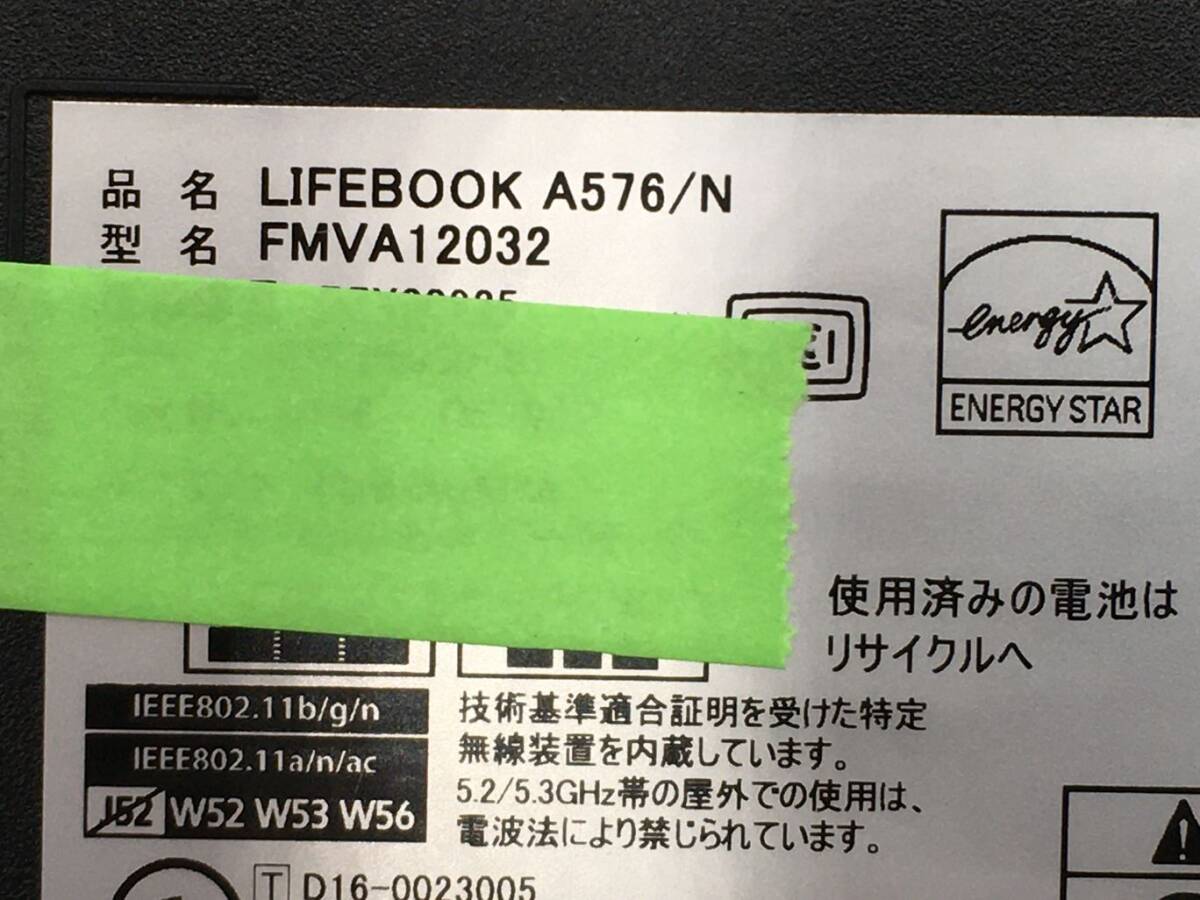 品 名 LIFEBOOK A576/N
型 名 FMVA12032
energy
ENERGY STAR
使用済みの電池は
リサイクルへ
IEEE802.11b/g/n
IEEE802.11a/n/ac
J52 W52 W53 W56
技術基準適合証明を受けた特定
無線装置を内蔵しています。
5.2/5.3GHz帯の屋外での使用は、
電波法により禁じられています。
T D16-0023005